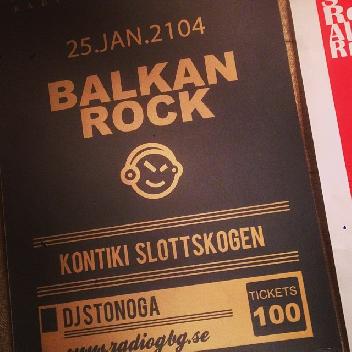 25.JAN.2104
BALKAN
ROCK
KONTIKI SLOTTSKOGEN
DJ STONOGA
TICKETS
100
www.radiogbg.se